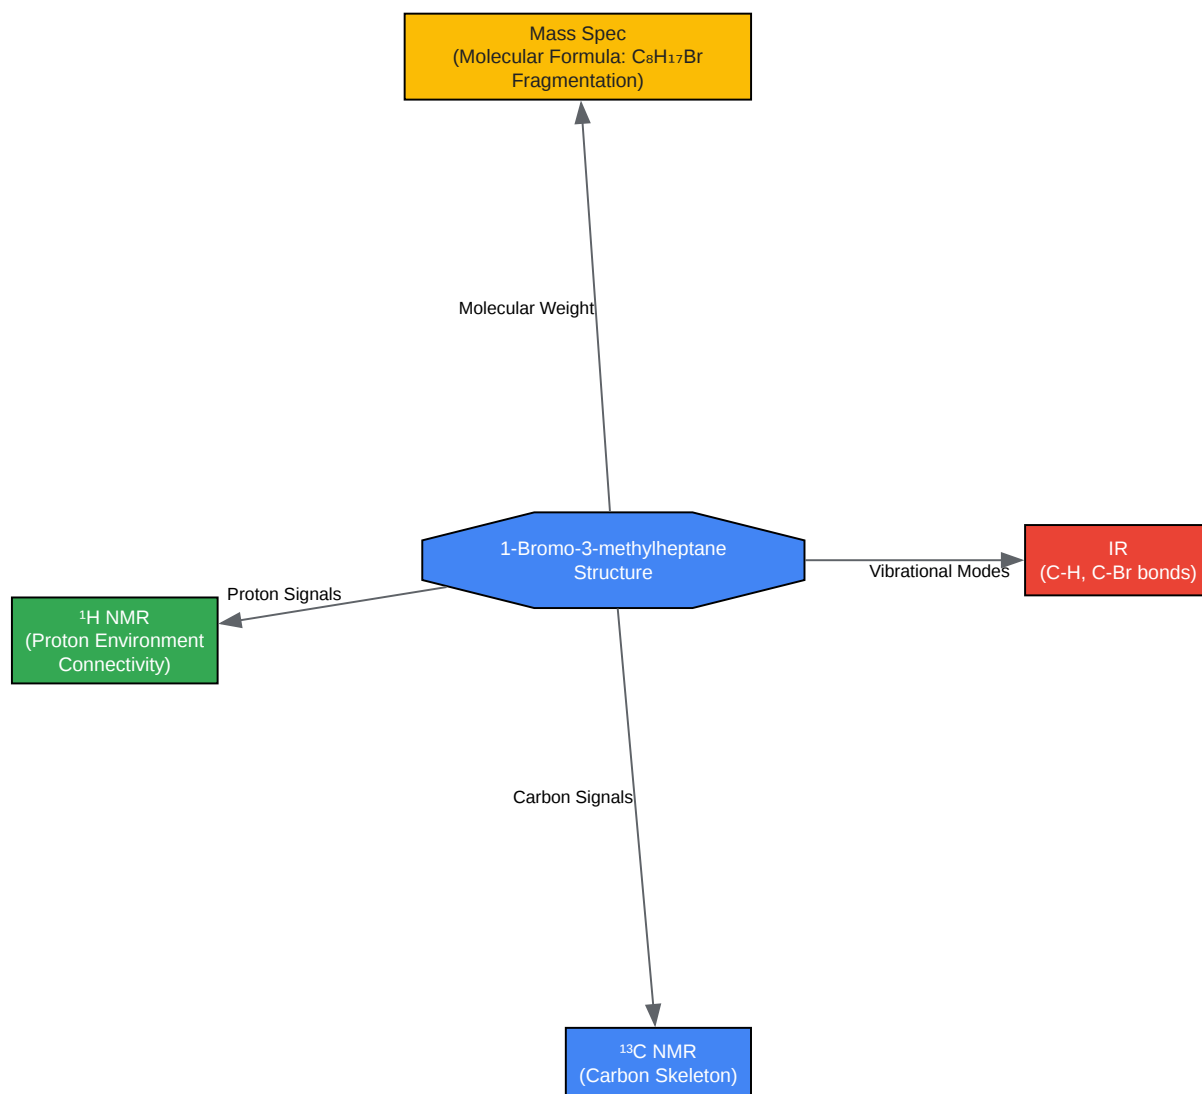 Mass Spec
(Molecular Formula: C₈H₁₇Br
Fragmentation)
Molecular Weight
1-Bromo-3-methylheptane
Structure
IR
(C-H, C-Br bonds)
Vibrational Modes
Proton Signals
¹H NMR
(Proton Environment
Connectivity)
Carbon Signals
¹³C NMR
(Carbon Skeleton)